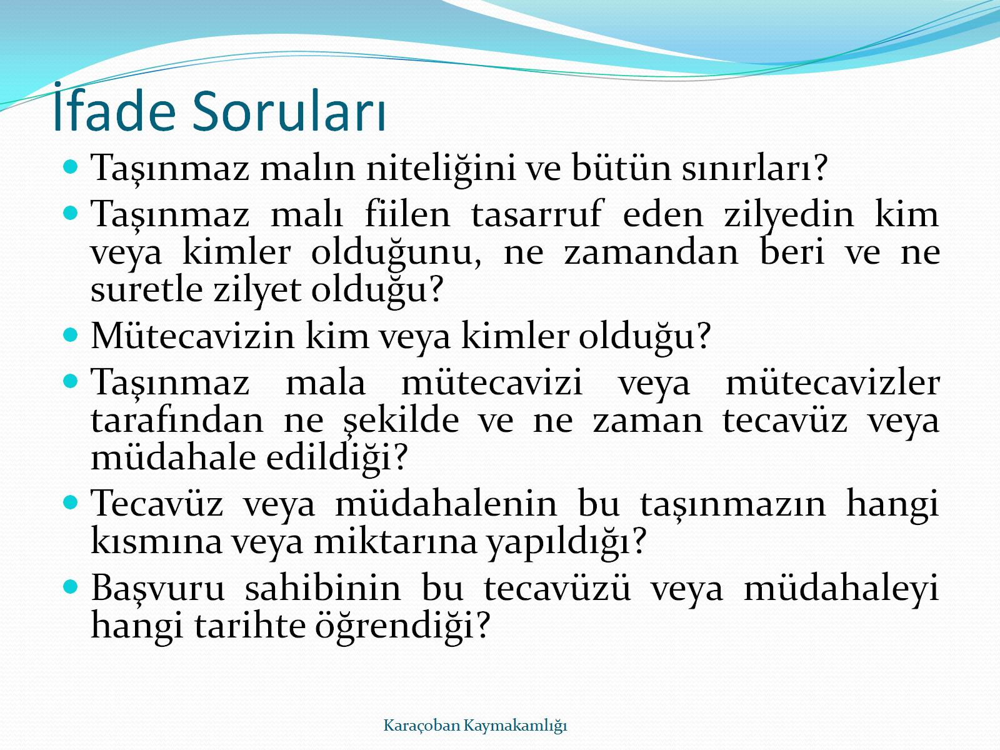 İfade Soruları
Taşınmaz malın niteliğini ve bütün sınırları?
Taşınmaz malı fiilen tasarruf eden zilyedin kim
veya kimler olduğunu, ne zamandan beri ve ne
suretle zilyet olduğu?
Mütecavizin kim veya kimler olduğu?
Taşınmaz mala mütecavizi veya mütecavizler
tarafından ne şekilde ve ne zaman tecavüz veya
müdahale edildiği?
Tecavüz veya müdahalenin bu taşınmazın hangi
kısmına veya miktarına yapıldığı?
Başvuru sahibinin bu tecavüzü veya müdahaleyi
hangi tarihte öğrendiği?
Karaçoban Kaymakamlığı